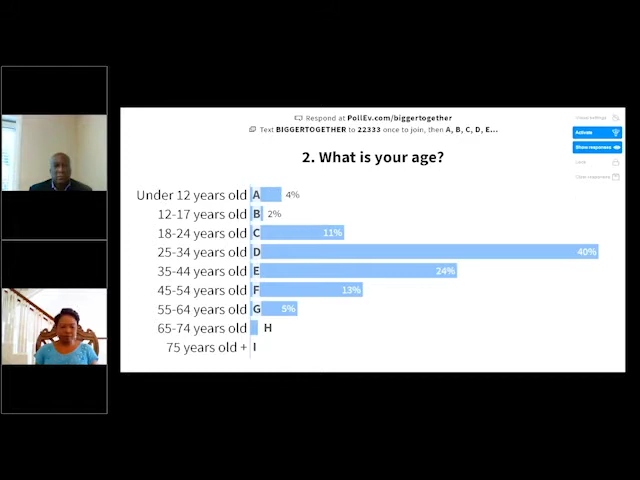 Respond at PollEv.com/biggertogether
Text BIGGERTOGETHER to 22333 once to join, then A, B, C, D, E...
Activate
Show responses
Lock
Clear responses
2. What is your age?
Under 12 years old A 4%
12-17 years old B 2%
18-24 years old C 11%
25-34 years old D 40%
35-44 years old E 24%
45-54 years old F 13%
55-64 years old G 5%
65-74 years old H
75 years old + I